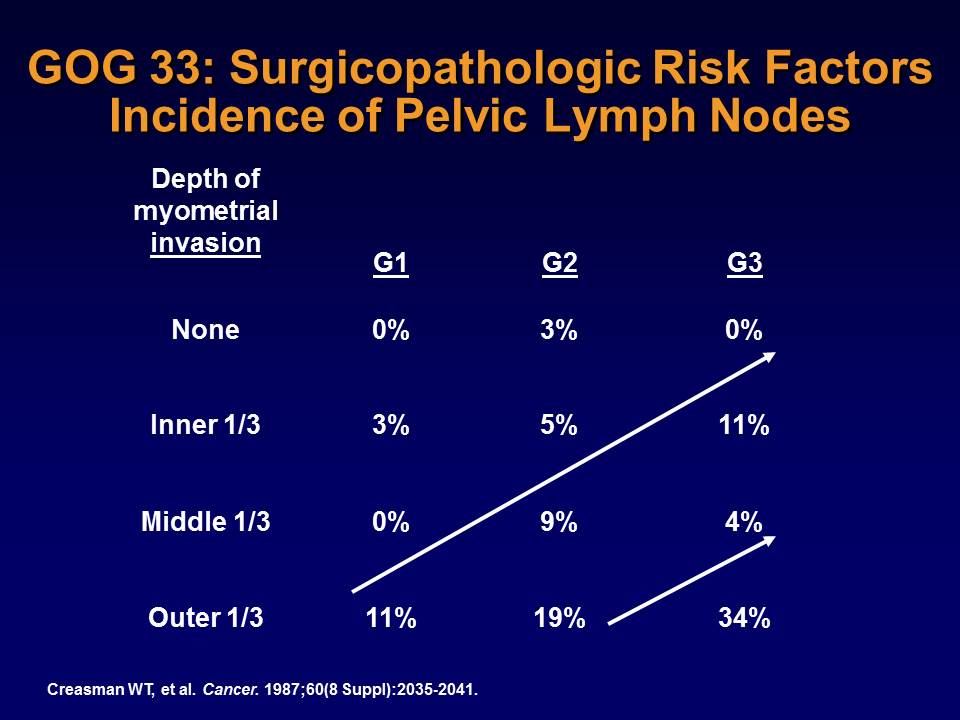 GOG 33: Surgicopathologic Risk Factors
Incidence of Pelvic Lymph Nodes
Depth of
myometrial
invasion
G1 G2 G3
None 0% 3% 0%
Inner 1/3 3% 5% 11%
Middle 1/3 0% 9% 4%
Outer 1/3 11% 19% 34%
Creasman WT, et al. Cancer. 1987;60(8 Suppl):2035-2041.